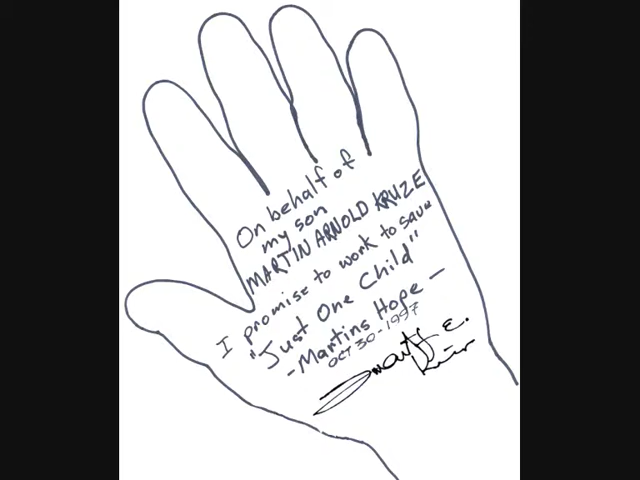 On behalf of
my son
MARTIN ARNOLD KRUZE
I promise to work to save
"Just One Child"
- Martins Hope -
OCT 30-1997
E.